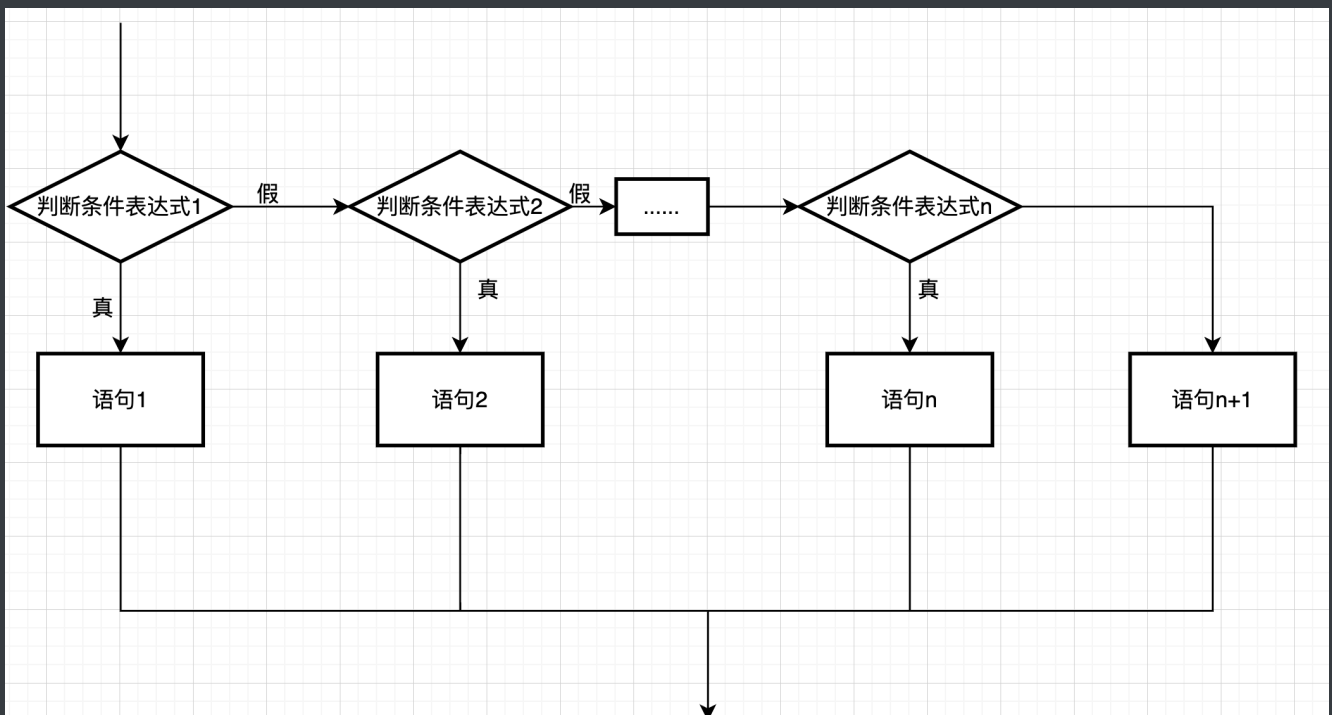 判断条件表达式1
假
判断条件表达式2
假
......
判断条件表达式n
真
真
真
语句1
语句2
语句n
语句n+1